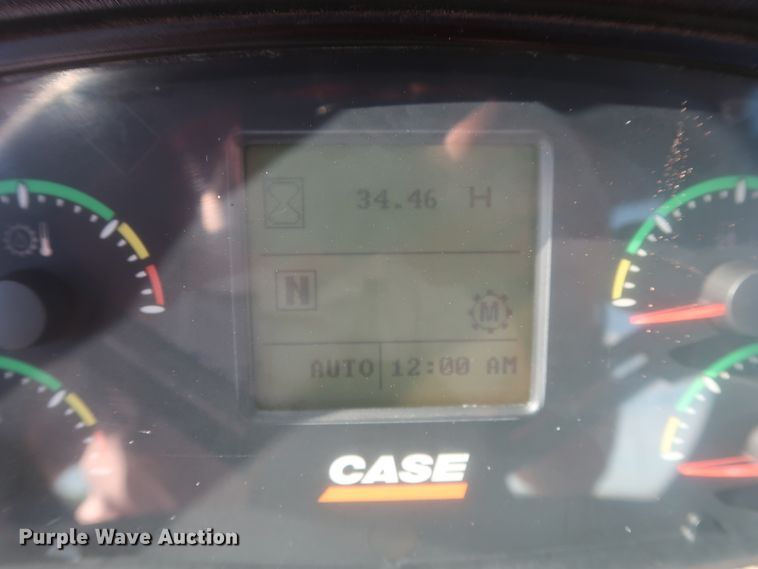 34.46 H
N
M
AUTO 12:00 AM
CASE
Purple Wave Auction